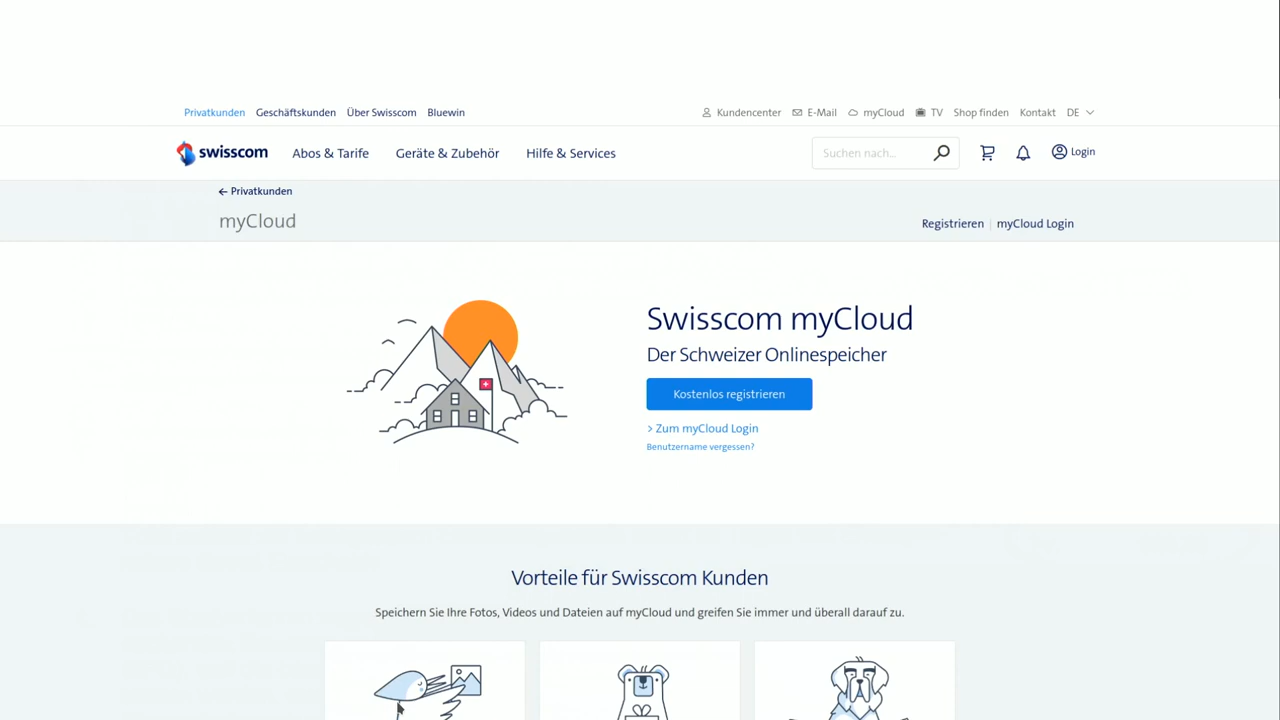 Privatkunden Geschäftskunden Über Swisscom Bluewin Kundencenter E-Mail myCloud TV Shop finden Kontakt DE
swisscom Abos & Tarife Geräte & Zubehör Hilfe & Services Suchen nach... Login
← Privatkunden
myCloud Registrieren | myCloud Login
Swisscom myCloud
Der Schweizer Onlinespeicher
Kostenlos registrieren
> Zum myCloud Login
Benutzername vergessen?
Vorteile für Swisscom Kunden
Speichern Sie Ihre Fotos, Videos und Dateien auf myCloud und greifen Sie immer und überall darauf zu.